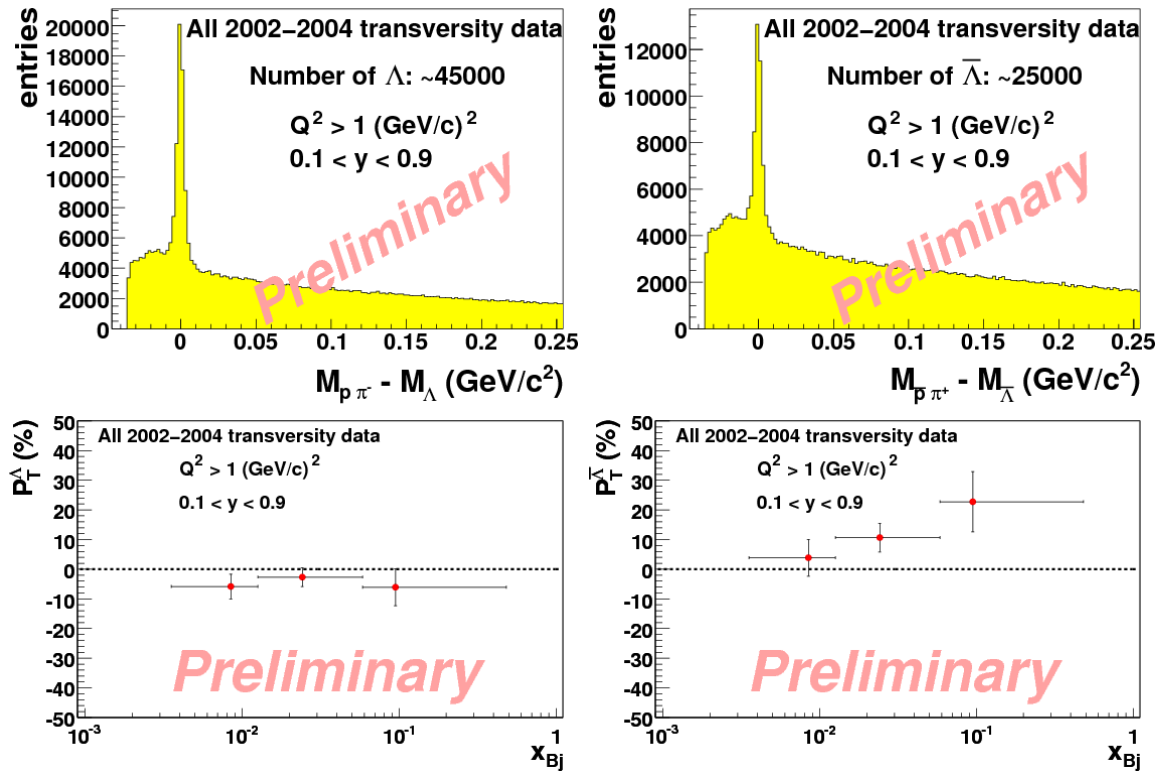 All 2002−2004 transversity data
Number of Λ: ~45000
Q² > 1 (GeV/c)²
0.1 < y < 0.9
Preliminary
entries
20000
18000
16000
14000
12000
10000
8000
6000
4000
2000
0
0 0.05 0.1 0.15 0.2 0.25
M_{p π⁻} - M_Λ (GeV/c²)
All 2002−2004 transversity data
Number of Λ̅: ~25000
Q² > 1 (GeV/c)²
0.1 < y < 0.9
Preliminary
entries
12000
10000
8000
6000
4000
2000
0
0 0.05 0.1 0.15 0.2 0.25
M_{p̅ π⁺} - M_Λ̅ (GeV/c²)
All 2002−2004 transversity data
Q² > 1 (GeV/c)²
0.1 < y < 0.9
Preliminary
P_T^Λ (%)
50
40
30
20
10
0
-10
-20
-30
-40
-50
10⁻³ 10⁻² 10⁻¹ 1
x_Bj
All 2002−2004 transversity data
Q² > 1 (GeV/c)²
0.1 < y < 0.9
Preliminary
P_T^Λ̅ (%)
50
40
30
20
10
0
-10
-20
-30
-40
-50
10⁻³ 10⁻² 10⁻¹ 1
x_Bj